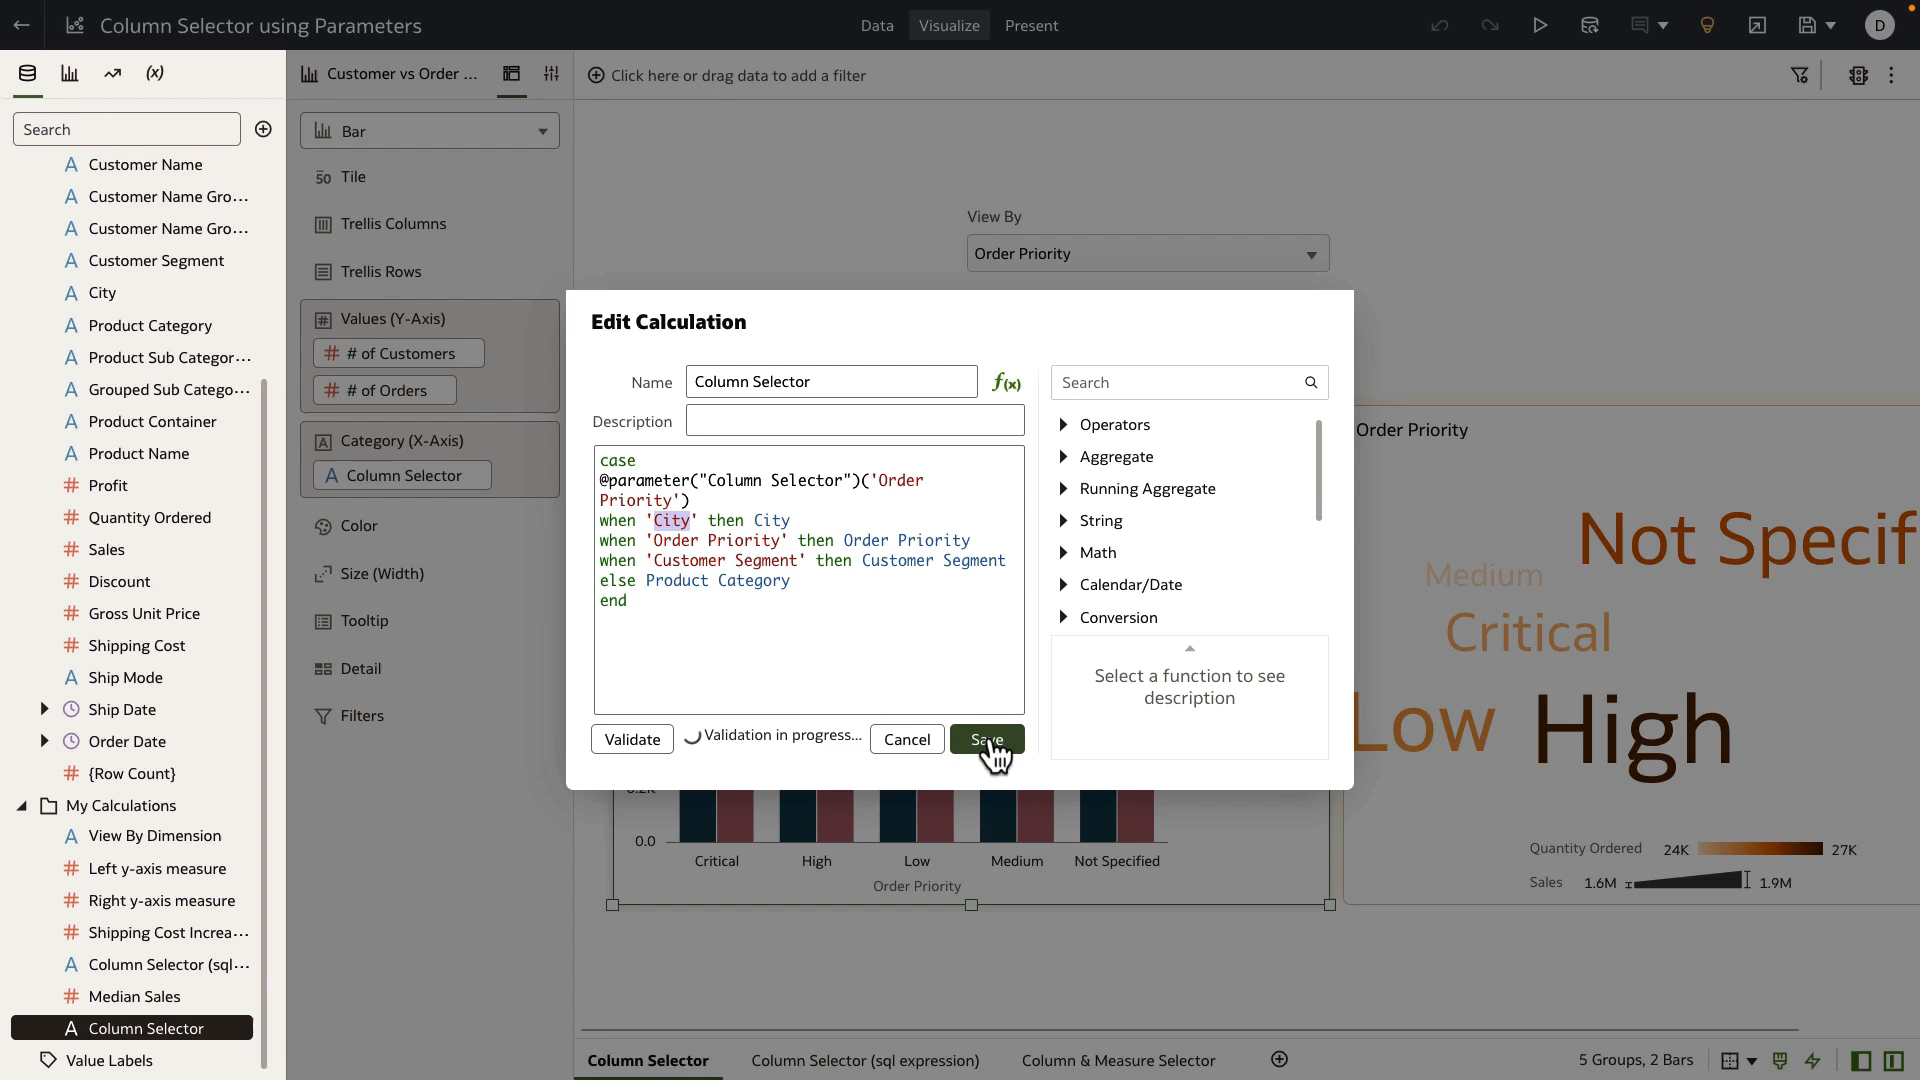 Column Selector using Parameters
Data
Visualize
Present
D
(x)
Customer vs Order ...
Click here or drag data to add a filter
Search
Customer Name
Customer Name Gro...
Customer Name Gro...
Customer Segment
City
Product Category
Product Sub Categor...
Grouped Sub Catego...
Product Container
Product Name
Profit
Quantity Ordered
Sales
Discount
Gross Unit Price
Shipping Cost
Ship Mode
Ship Date
Order Date
{Row Count}
My Calculations
View By Dimension
Left y-axis measure
Right y-axis measure
Shipping Cost Increa...
Column Selector (sql...
Median Sales
Column Selector
Value Labels
Bar
Tile
Trellis Columns
Trellis Rows
Values (Y-Axis)
# of Customers
# of Orders
Category (X-Axis)
Column Selector
Color
Size (Width)
Tooltip
Detail
Filters
View By
Order Priority
Edit Calculation
Name
Column Selector
f(x)
Description
case
@parameter("Column Selector")('Order
Priority')
when 'City' then City
when 'Order Priority' then Order Priority
when 'Customer Segment' then Customer Segment
else Product Category
end
Validate
Validation in progress...
Cancel
Save
Search
Operators
Aggregate
Running Aggregate
String
Math
Calendar/Date
Conversion
Select a function to see
description
Order Priority
Not Specif
Medium
Critical
Low
High
0.0
Critical
High
Low
Medium
Not Specified
Order Priority
Quantity Ordered
24K
27K
Sales
1.6M
1.9M
Column Selector
Column Selector (sql expression)
Column & Measure Selector
5 Groups, 2 Bars